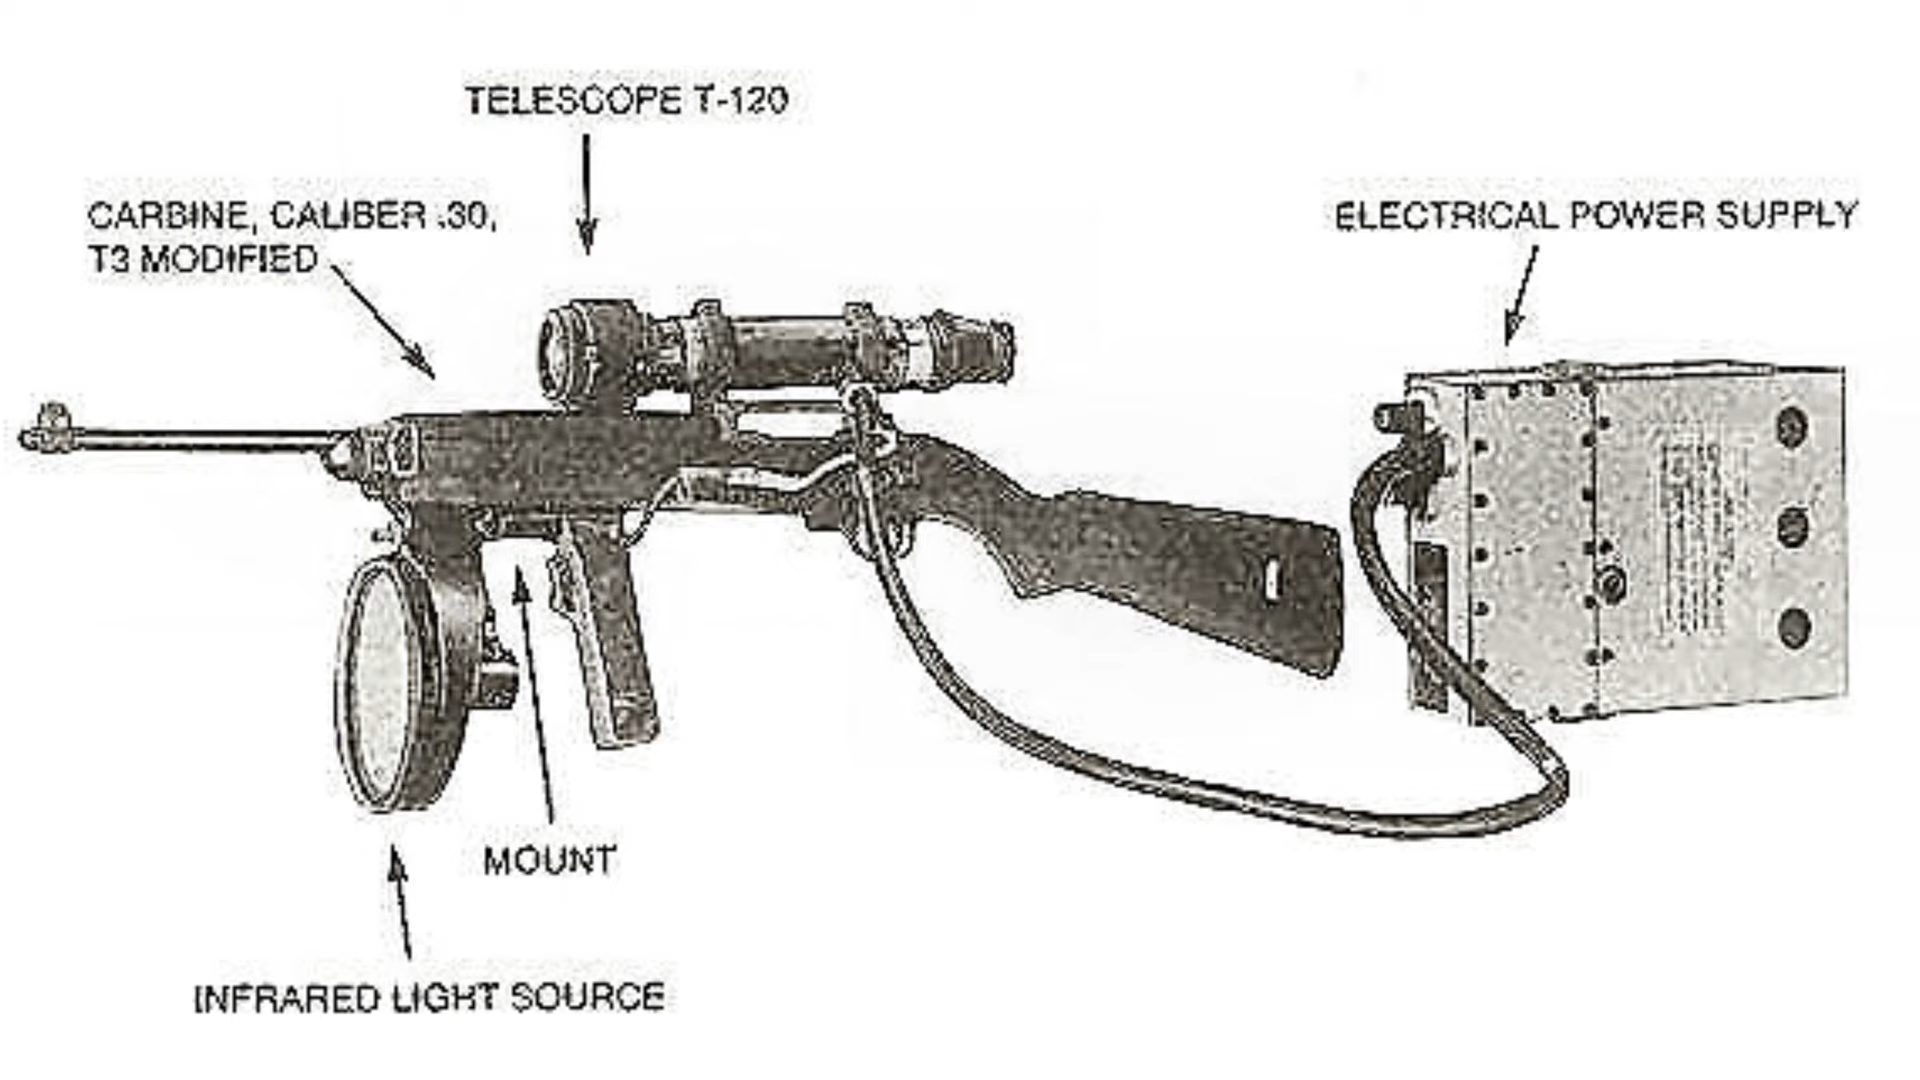 TELESCOPE T-120
CARBINE, CALIBER .30,
T3 MODIFIED
ELECTRICAL POWER SUPPLY
MOUNT
INFRARED LIGHT SOURCE